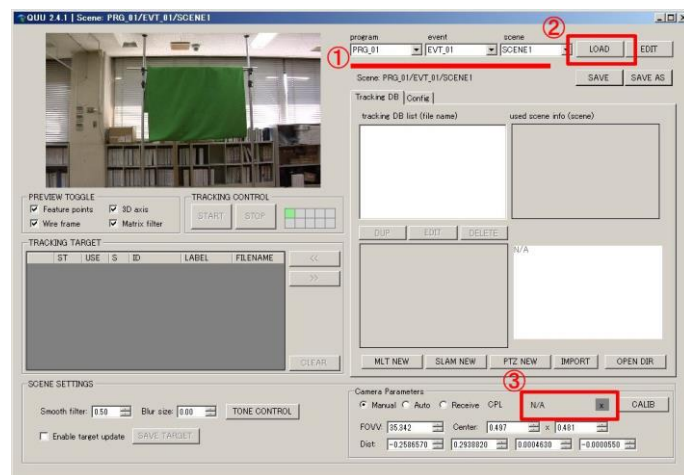 QUU 2.4.1 | Scene: PRG_01/EVT_01/SCENE1
②
program event scene
① PRG_01 EVT_01 SCENE1 LOAD EDIT
Scene: PRG_01/EVT_01/SCENE1 SAVE SAVE AS
Tracking DB Config
tracking DB list (file name) used scene info (scene)
PREVIEW TOGGLE TRACKING CONTROL
Feature points 3D axis START STOP
Wire frame Matrix filter
DUP EDIT DELETE
TRACKING TARGET
ST USE S ID LABEL FILENAME <<
N/A
>>
CLEAR
MLT NEW SLAM NEW PTZ NEW IMPORT OPEN DIR
③
SCENE SETTINGS
Camera Parameters
Manual Auto Receive CPL N/A x CALIB
Smooth filter: 0.50 Blur size: 0.00 TONE CONTROL
FOVV: 35.342 Center: 0.497 x 0.481
Enable target update SAVE TARGET
Dist: -0.2586570 0.2938820 0.0004630 -0.0000550